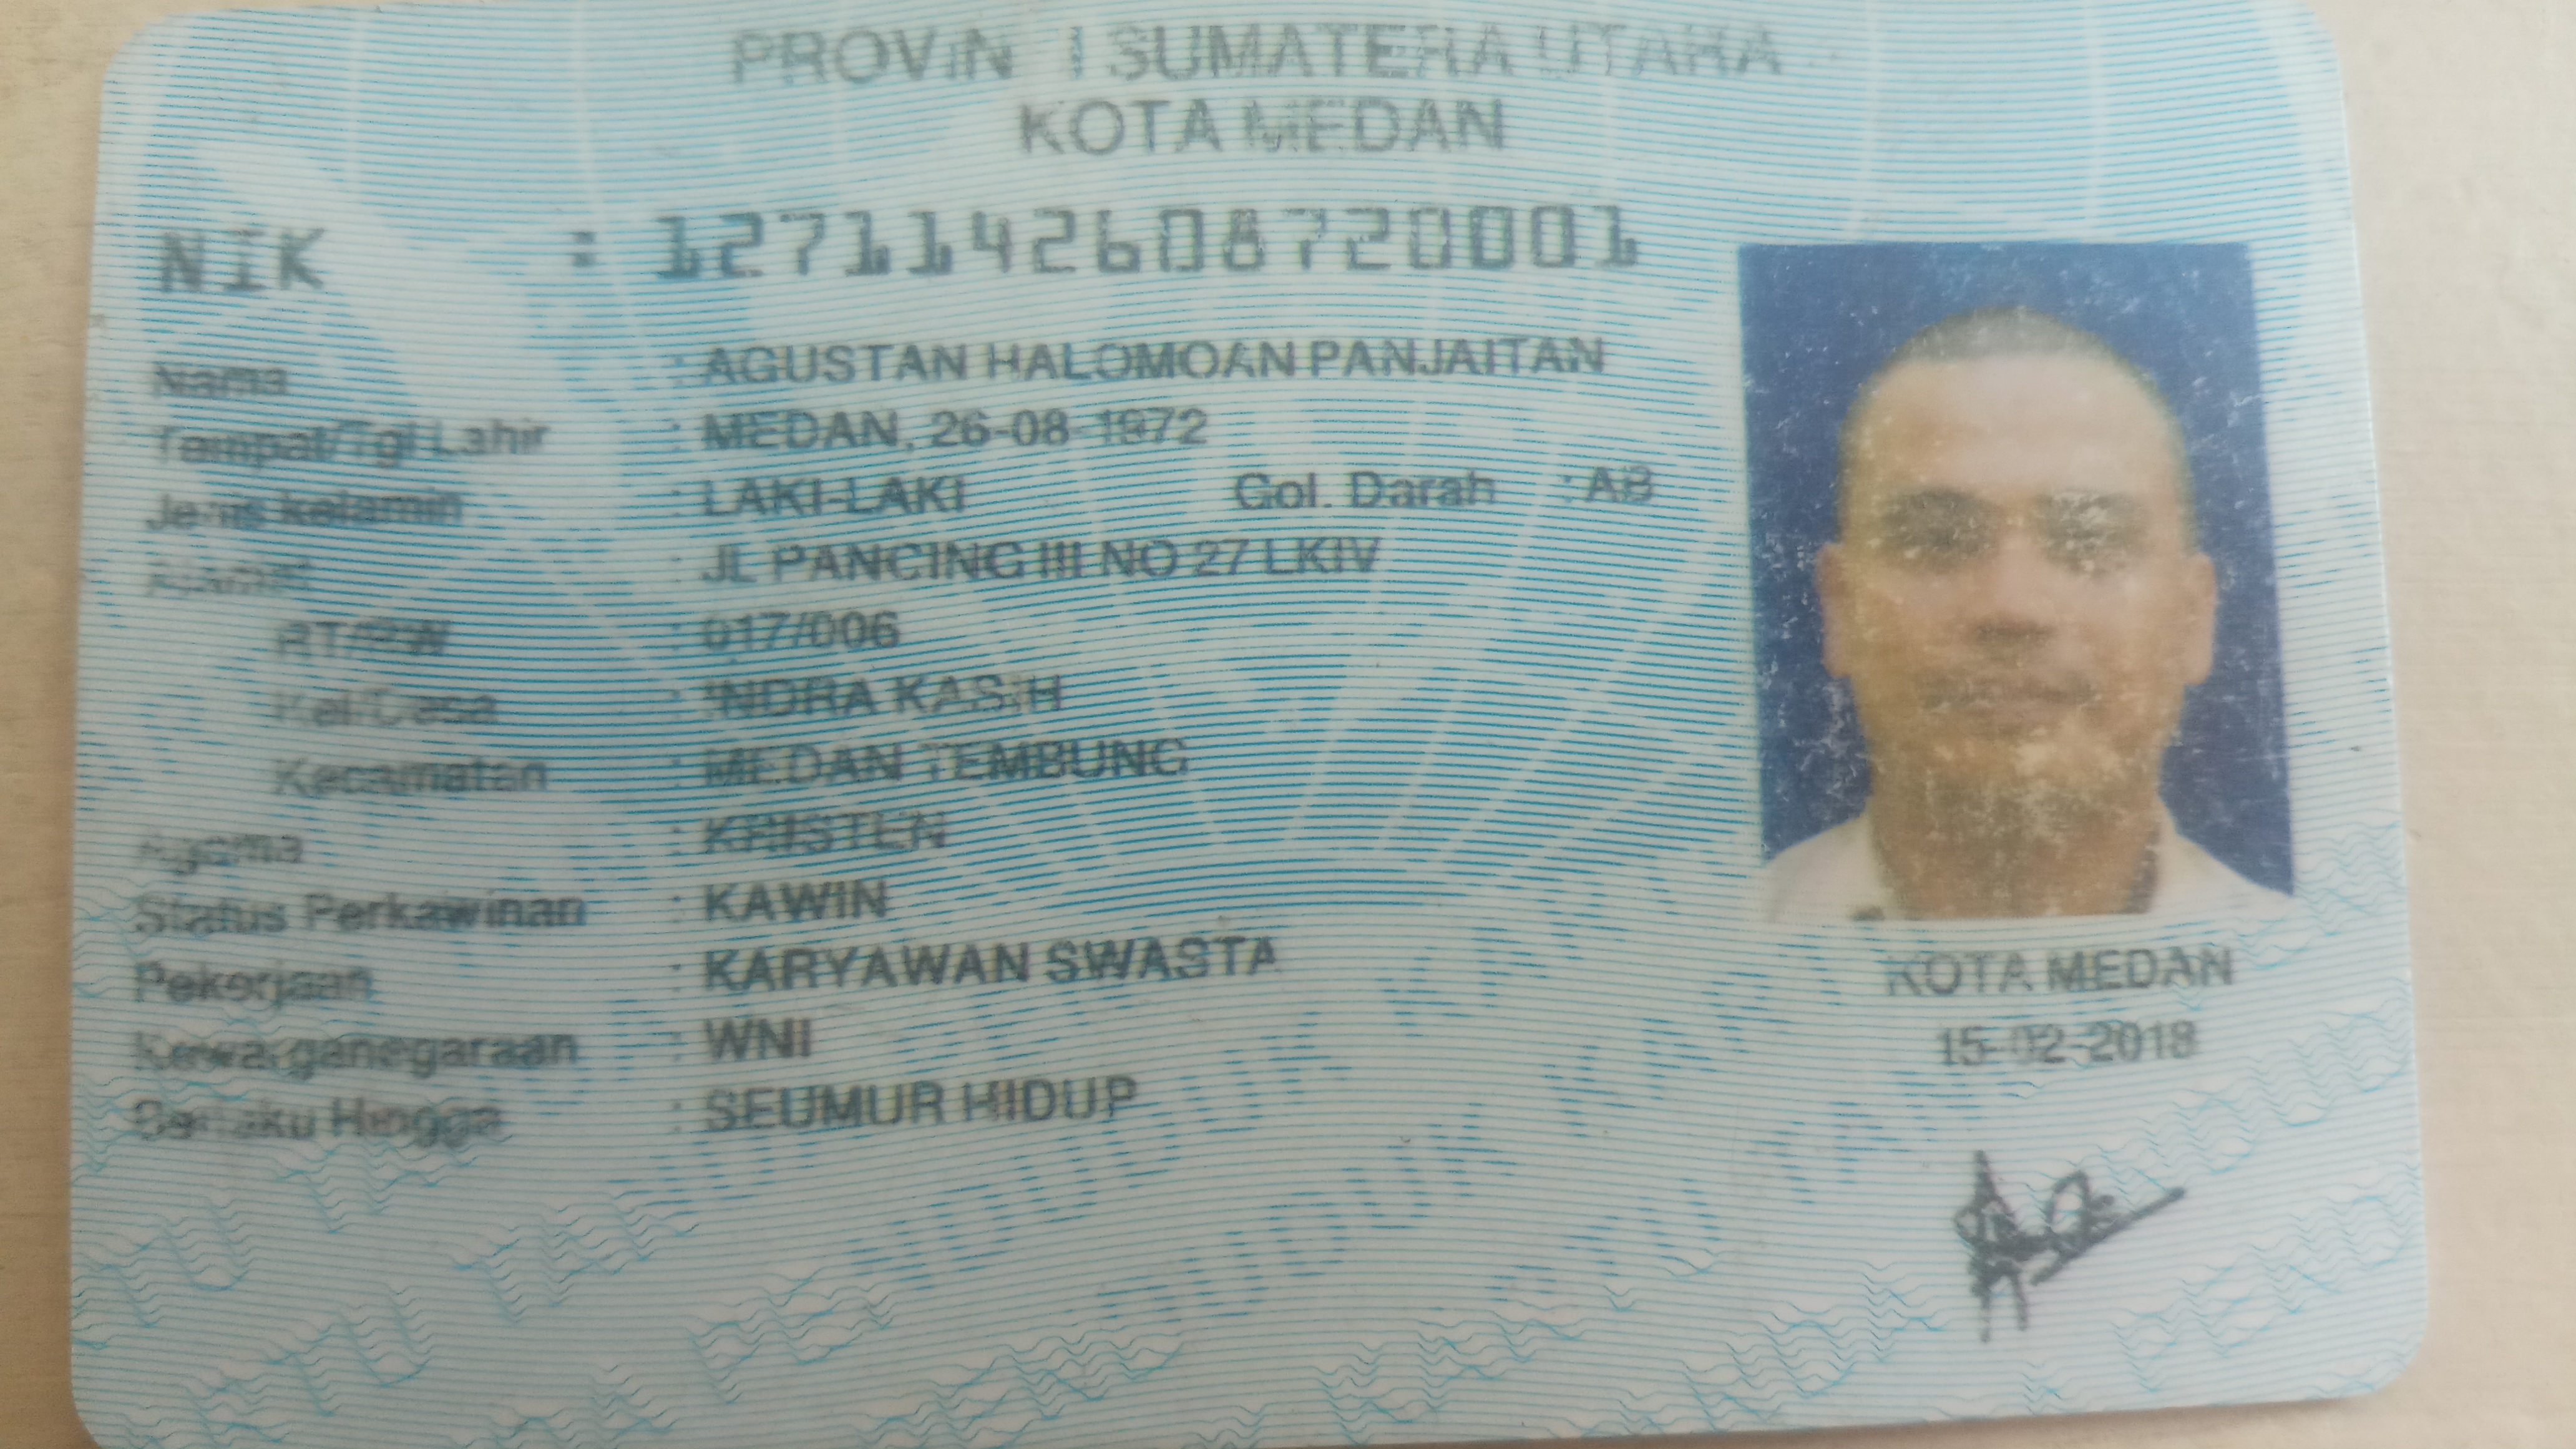 PROVINSI SUMATERA UTARA
KOTA MEDAN
NIK : 1271142608720001
Nama : AGUSTAN HALOMOAN PANJAITAN
Tempat/Tgl Lahir : MEDAN, 26-08-1972
Jenis kelamin : LAKI-LAKI Gol. Darah : AB
Alamat : JL PANCING III NO 27 LKIV
RT/RW : 017/006
Kel/Desa : INDRA KASIH
Kecamatan : MEDAN TEMBUNG
Agama : KRISTEN
Status Perkawinan : KAWIN
Pekerjaan : KARYAWAN SWASTA
Kewarganegaraan : WNI
Berlaku Hingga : SEUMUR HIDUP
KOTA MEDAN
15-02-2018